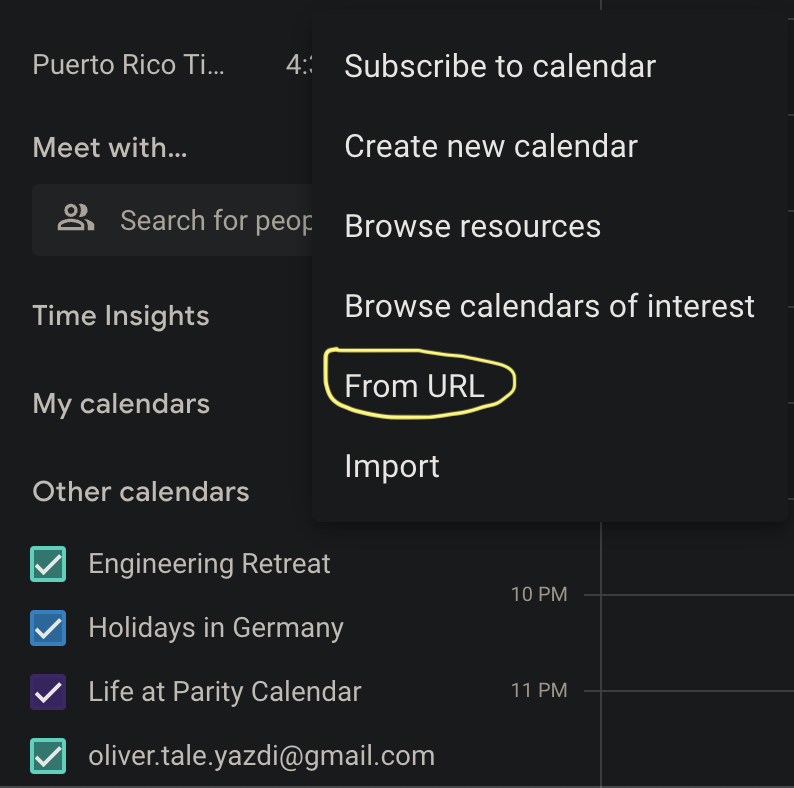 Puerto Rico Ti...
Meet with...
Search for peop
Time Insights
My calendars
Other calendars
Engineering Retreat
Holidays in Germany
Life at Parity Calendar
oliver.tale.yazdi@gmail.com
Subscribe to calendar
Create new calendar
Browse resources
Browse calendars of interest
From URL
Import
10 PM
11 PM